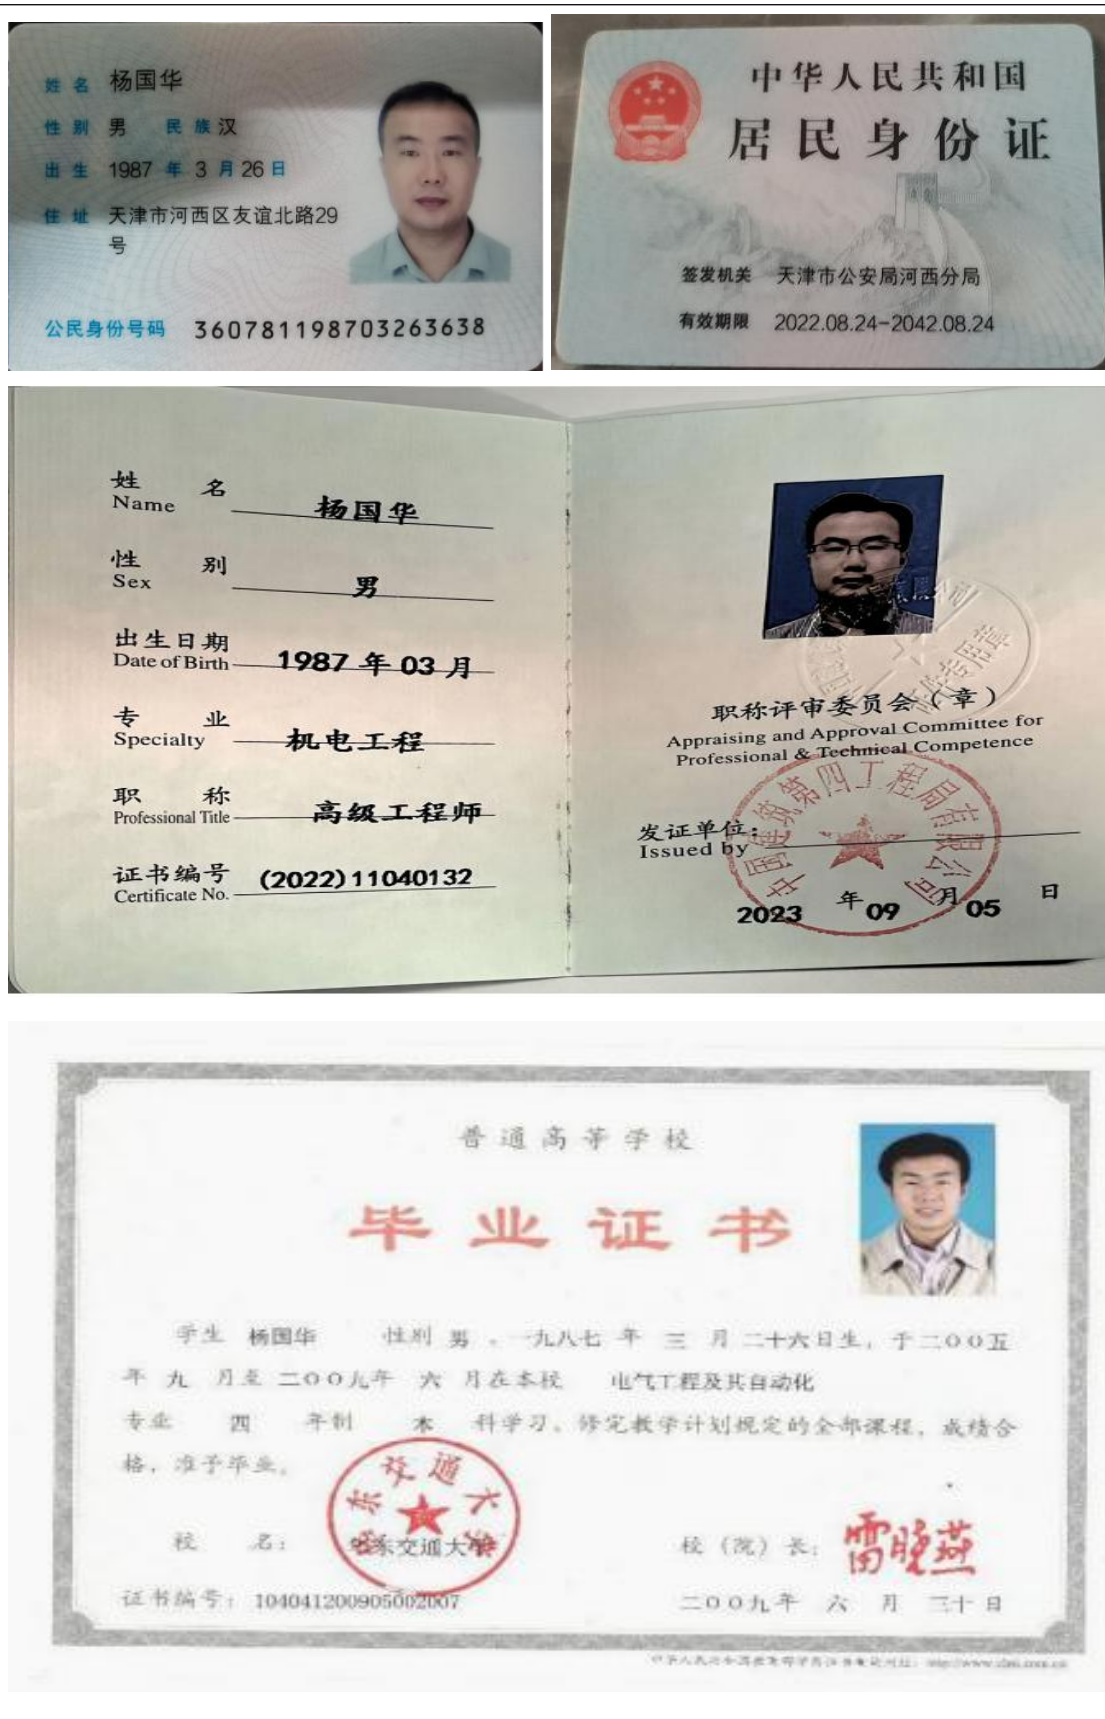 姓名 杨国华
性别 男 民族 汉
出生 1987 年 3 月 26 日
住址 天津市河西区友谊北路29
号
公民身份号码 360781198703263638
中华人民共和国
居民身份证
签发机关 天津市公安局河西分局
有效期限 2022.08.24-2042.08.24
姓名 杨国华
Name
性别 男
Sex
出生日期 1987 年 03 月
Date of Birth
专业 机电工程
Specialty
职称 高级工程师
Professional Title
证书编号 (2022)11040132
Certificate No.
职称评审委员会(章)
Appraising and Approval Committee for
Professional & Technical Competence
中国建筑第四工程局有限公司
发证单位:
Issued by
2023 年 09 月 05 日
普通高等学校
毕业证书
学生 杨国华 性别 男 。一九八七 年 三 月 二十六日生,于二〇〇五
年 九 月至 二〇〇九年 六 月在本校 电气工程及其自动化
专业 四 年制 本 科学习。修完教学计划规定的全部课程,成绩合
格,准予毕业。
校 名: 华东交通大学
校(院)长: 雷晓燕
证书编号:104041200905002007
二〇〇九年 六 月 三十日